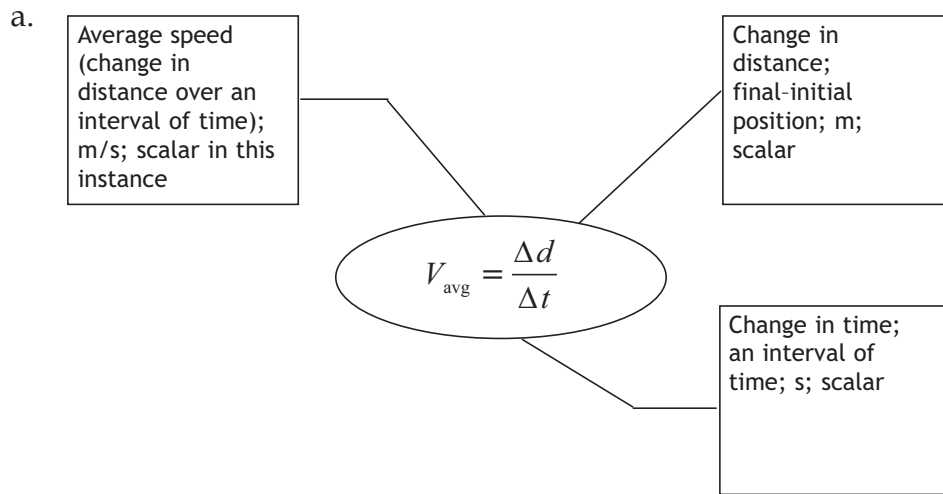 a.
Average speed
(change in
distance over an
interval of time);
m/s; scalar in this
instance
Change in
distance;
final-initial
position; m;
scalar
V_avg = Δd/Δt
Change in time;
an interval of
time; s; scalar